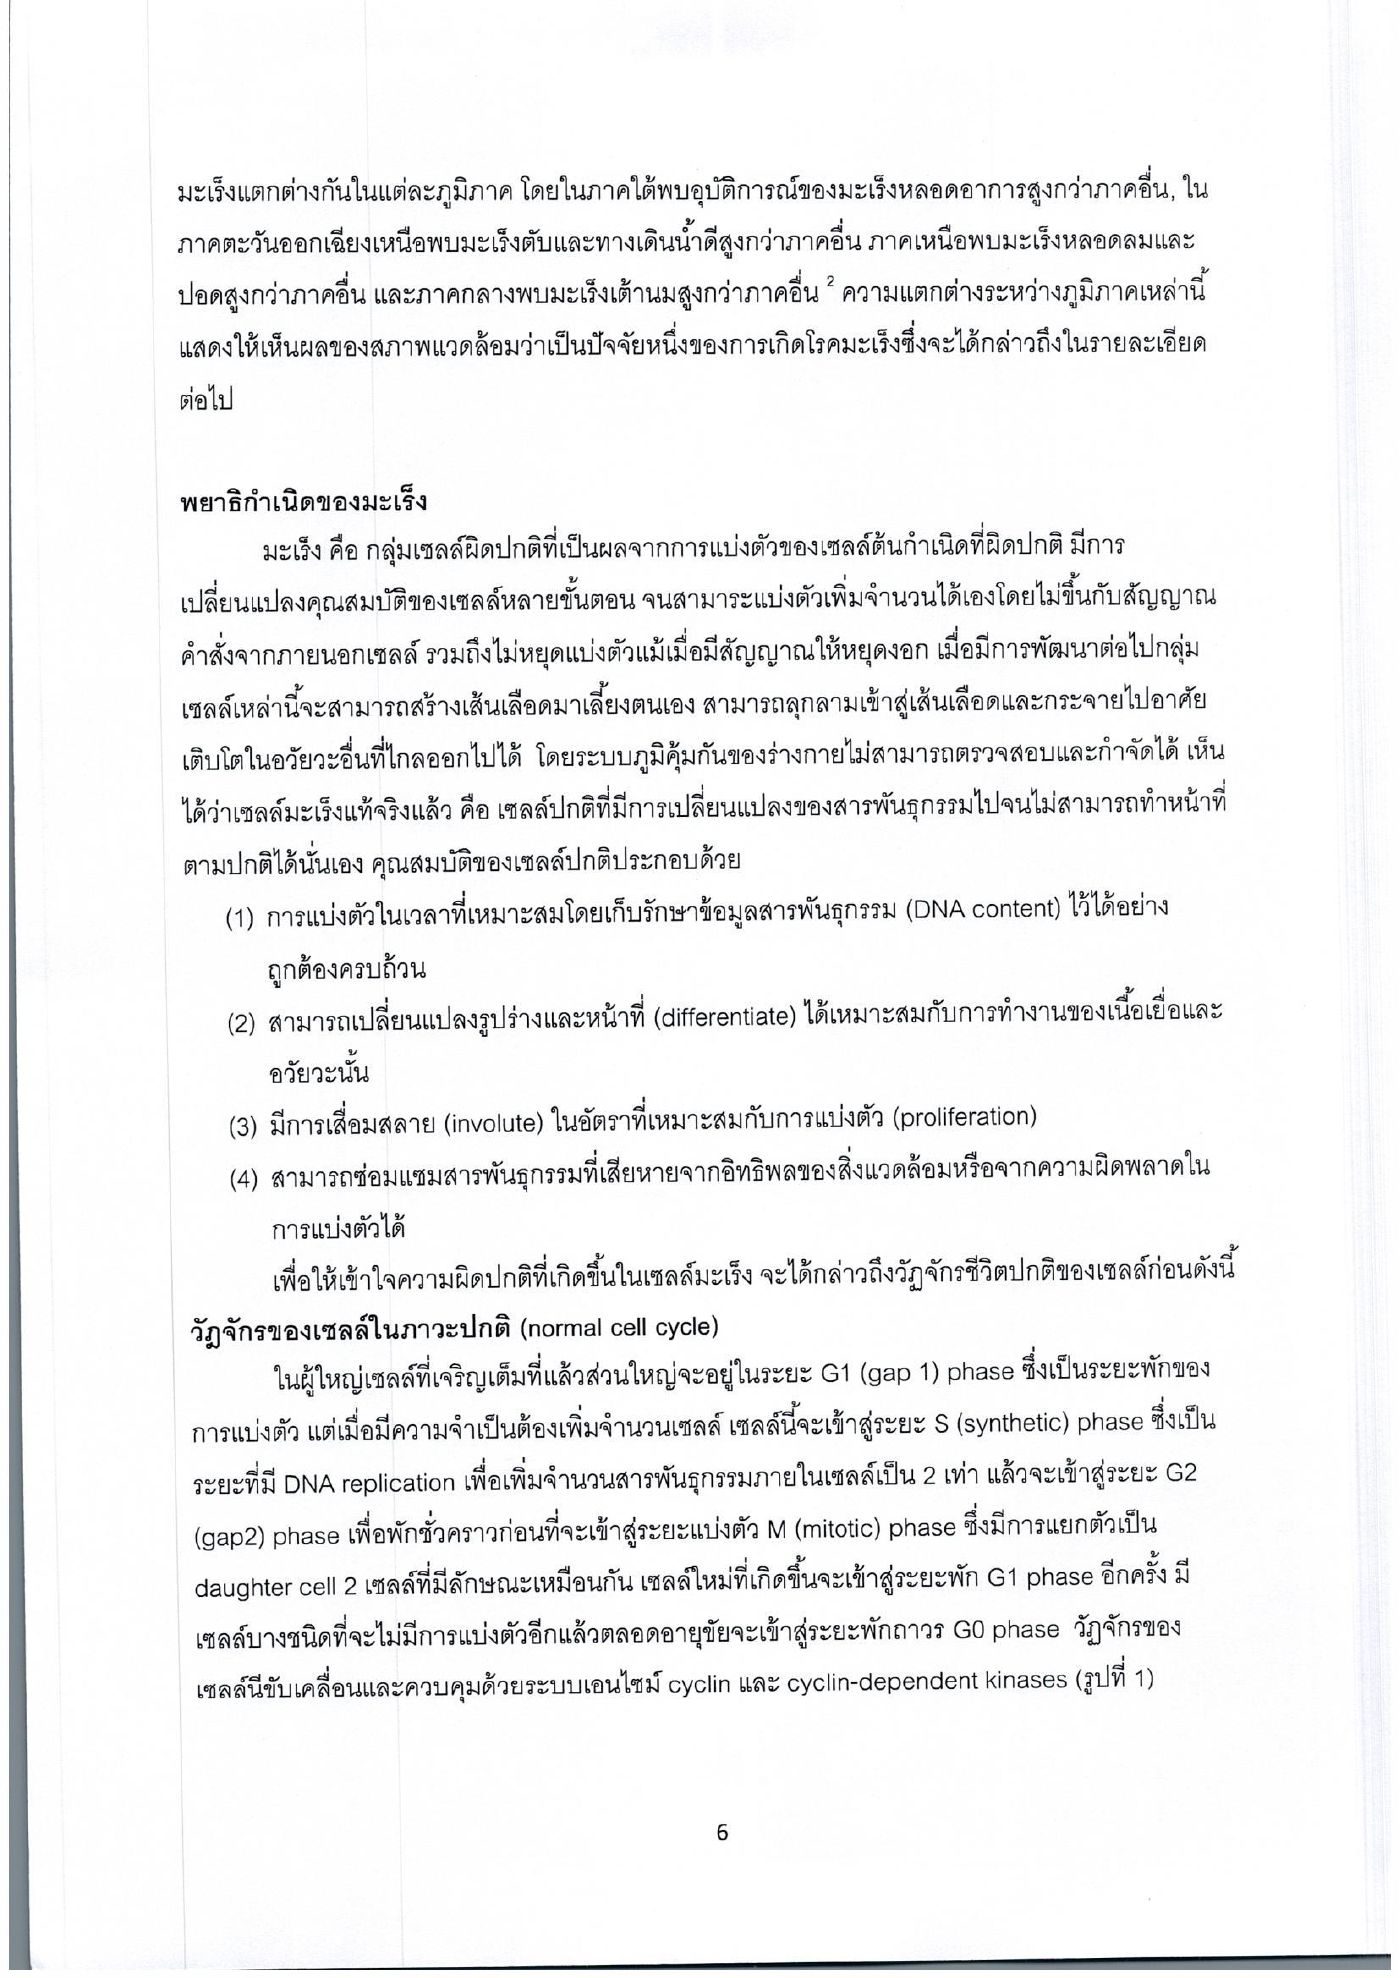 มะเร็งแตกต่างกันในแต่ละภูมิภาค โดยในภาคใต้พบอุบัติการณ์ของมะเร็งหลอดอาการสูงกว่าภาคอื่น, ใน
ภาคตะวันออกเฉียงเหนือพบมะเร็งตับและทางเดินน้ำดีสูงกว่าภาคอื่น ภาคเหนือพบมะเร็งหลอดลมและ
ปอดสูงกว่าภาคอื่น และภาคกลางพบมะเร็งเต้านมสูงกว่าภาคอื่น ² ความแตกต่างระหว่างภูมิภาคเหล่านี้
แสดงให้เห็นผลของสภาพแวดล้อมว่าเป็นปัจจัยหนึ่งของการเกิดโรคมะเร็งซึ่งจะได้กล่าวถึงในรายละเอียด
ต่อไป
พยาธิกำเนิดของมะเร็ง
มะเร็ง คือ กลุ่มเซลล์ผิดปกติที่เป็นผลจากการแบ่งตัวของเซลล์ต้นกำเนิดที่ผิดปกติ มีการ
เปลี่ยนแปลงคุณสมบัติของเซลล์หลายขั้นตอน จนสามาระแบ่งตัวเพิ่มจำนวนได้เองโดยไม่ขึ้นกับสัญญาณ
คำสั่งจากภายนอกเซลล์ รวมถึงไม่หยุดแบ่งตัวแม้เมื่อมีสัญญาณให้หยุดงอก เมื่อมีการพัฒนาต่อไปกลุ่ม
เซลล์เหล่านี้จะสามารถสร้างเส้นเลือดมาเลี้ยงตนเอง สามารถลุกลามเข้าสู่เส้นเลือดและกระจายไปอาศัย
เติบโตในอวัยวะอื่นที่ไกลออกไปได้ โดยระบบภูมิคุ้มกันของร่างกายไม่สามารถตรวจสอบและกำจัดได้ เห็น
ได้ว่าเซลล์มะเร็งแท้จริงแล้ว คือ เซลล์ปกติที่มีการเปลี่ยนแปลงของสารพันธุกรรมไปจนไม่สามารถทำหน้าที่
ตามปกติได้นั่นเอง คุณสมบัติของเซลล์ปกติประกอบด้วย
(1) การแบ่งตัวในเวลาที่เหมาะสมโดยเก็บรักษาข้อมูลสารพันธุกรรม (DNA content) ไว้ได้อย่าง
ถูกต้องครบถ้วน
(2) สามารถเปลี่ยนแปลงรูปร่างและหน้าที่ (differentiate) ได้เหมาะสมกับการทำงานของเนื้อเยื่อและ
อวัยวะนั้น
(3) มีการเสื่อมสลาย (involute) ในอัตราที่เหมาะสมกับการแบ่งตัว (proliferation)
(4) สามารถซ่อมแซมสารพันธุกรรมที่เสียหายจากอิทธิพลของสิ่งแวดล้อมหรือจากความผิดพลาดใน
การแบ่งตัวได้
เพื่อให้เข้าใจความผิดปกติที่เกิดขึ้นในเซลล์มะเร็ง จะได้กล่าวถึงวัฏจักรชีวิตปกติของเซลล์ก่อนดังนี้
วัฏจักรของเซลล์ในภาวะปกติ (normal cell cycle)
ในผู้ใหญ่เซลล์ที่เจริญเต็มที่แล้วส่วนใหญ่จะอยู่ในระยะ G1 (gap 1) phase ซึ่งเป็นระยะพักของ
การแบ่งตัว แต่เมื่อมีความจำเป็นต้องเพิ่มจำนวนเซลล์ เซลล์นี้จะเข้าสู่ระยะ S (synthetic) phase ซึ่งเป็น
ระยะที่มี DNA replication เพื่อเพิ่มจำนวนสารพันธุกรรมภายในเซลล์เป็น 2 เท่า แล้วจะเข้าสู่ระยะ G2
(gap2) phase เพื่อพักชั่วคราวก่อนที่จะเข้าสู่ระยะแบ่งตัว M (mitotic) phase ซึ่งมีการแยกตัวเป็น
daughter cell 2 เซลล์ที่มีลักษณะเหมือนกัน เซลล์ใหม่ที่เกิดขึ้นจะเข้าสู่ระยะพัก G1 phase อีกครั้ง มี
เซลล์บางชนิดที่จะไม่มีการแบ่งตัวอีกแล้วตลอดอายุขัยจะเข้าสู่ระยะพักถาวร G0 phase วัฏจักรของ
เซลล์นีขับเคลื่อนและควบคุมด้วยระบบเอนไซม์ cyclin และ cyclin-dependent kinases (รูปที่ 1)
6